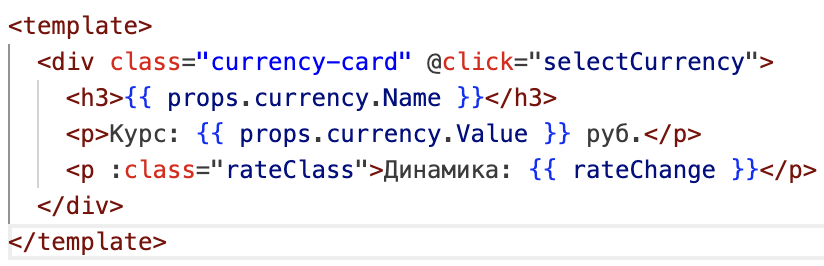 <template>
<div class="currency-card" @click="selectCurrency">
<h3>{{ props.currency.Name }}</h3>
<p>Курс: {{ props.currency.Value }} руб.</p>
<p :class="rateClass">Динамика: {{ rateChange }}</p>
</div>
</template>